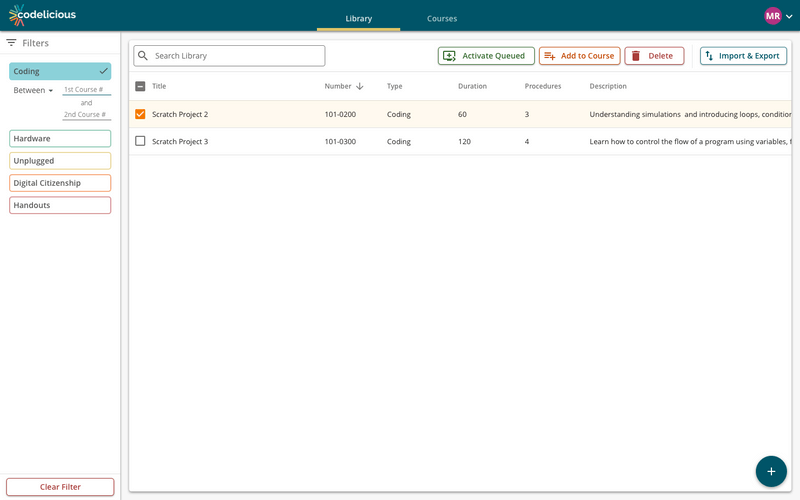 codelicious
Library
Courses
MR
Filters
Coding
Between
1st Course #
and
2nd Course #
Hardware
Unplugged
Digital Citizenship
Handouts
Clear Filter
Search Library
Activate Queued
Add to Course
Delete
Import & Export
Title Number Type Duration Procedures Description
Scratch Project 2 101-0200 Coding 60 3 Understanding simulations and introducing loops, condition
Scratch Project 3 101-0300 Coding 120 4 Learn how to control the flow of a program using variables,